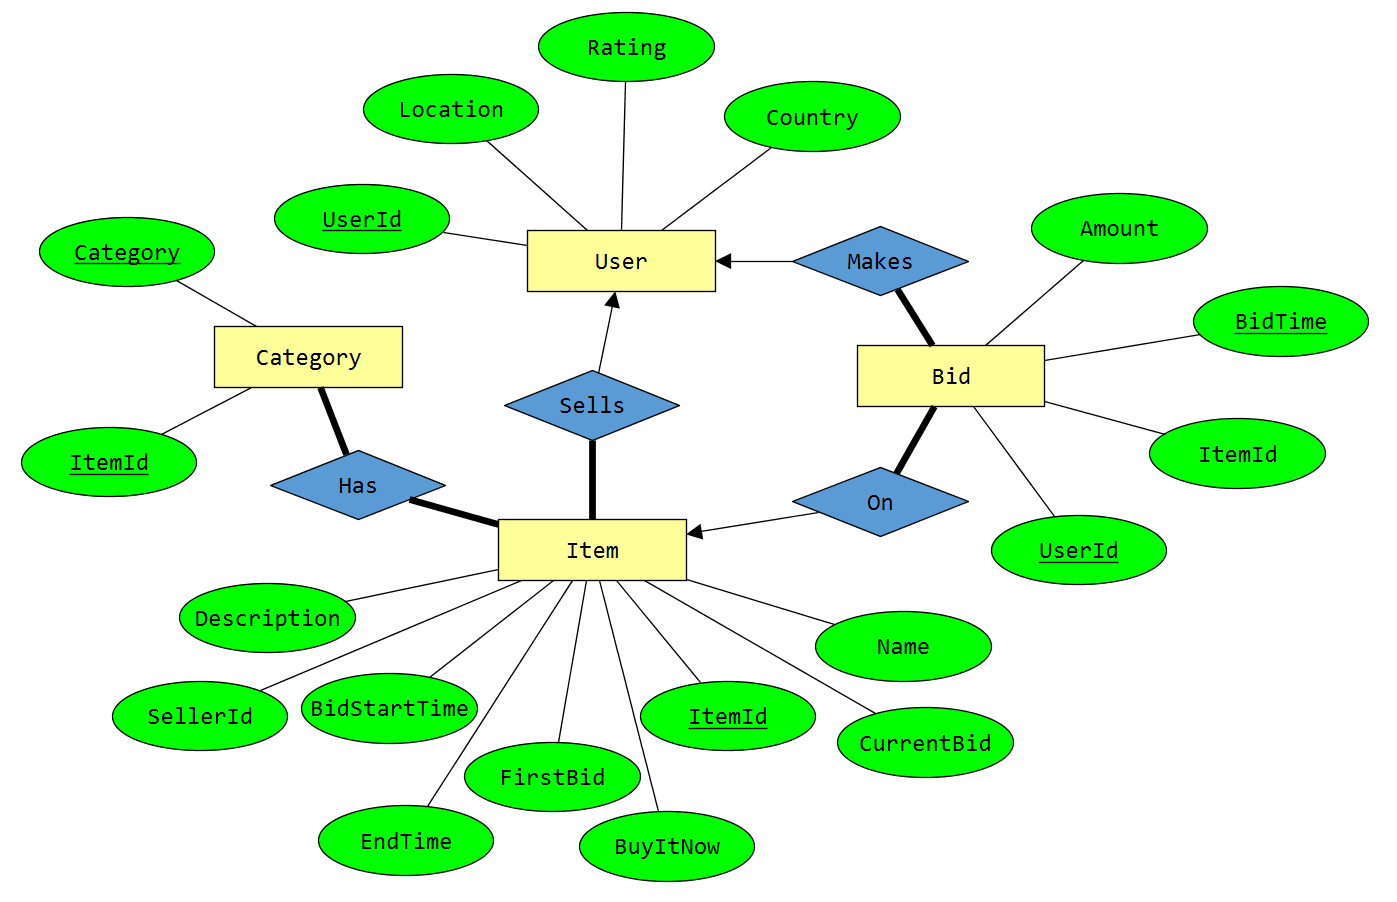 Rating
Location
Country
UserId
Amount
Category
User
Makes
BidTime
Category
Bid
Sells
ItemId
ItemId
Has
On
Item
UserId
Description
Name
SellerId
BidStartTime
ItemId
CurrentBid
FirstBid
EndTime
BuyItNow